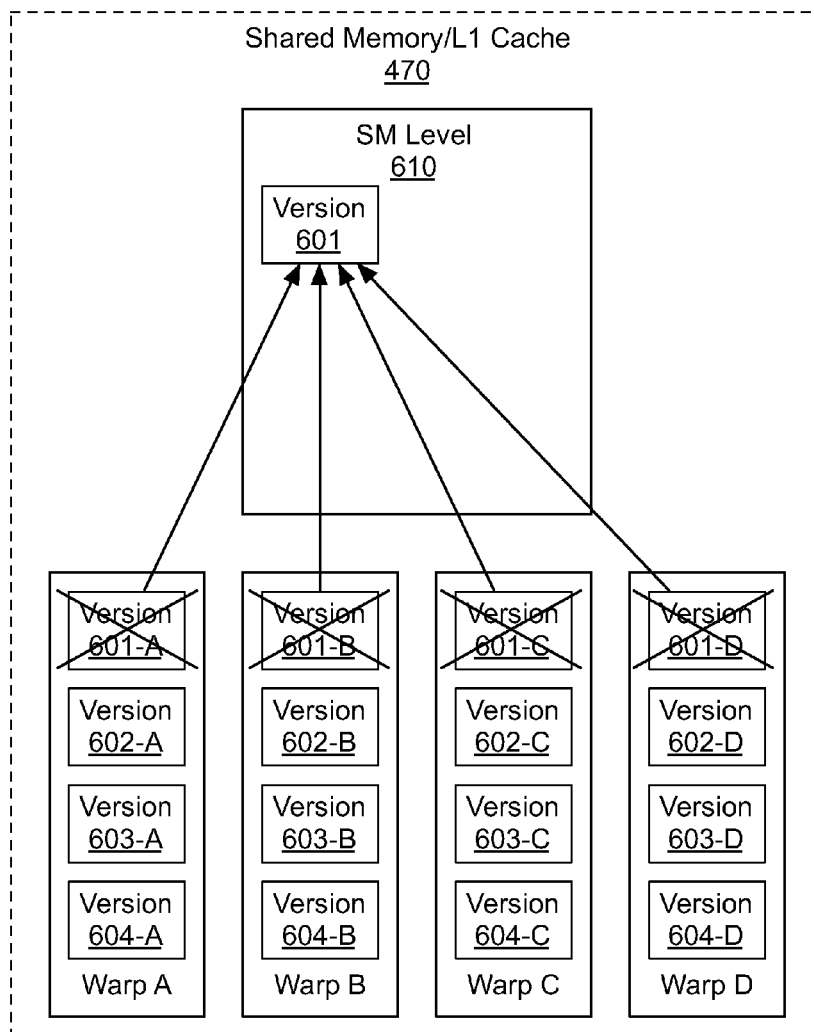 Shared Memory/L1 Cache
470
SM Level
610
Version
601
Version
601-A
Version
602-A
Version
603-A
Version
604-A
Warp A
Version
601-B
Version
602-B
Version
603-B
Version
604-B
Warp B
Version
601-C
Version
602-C
Version
603-C
Version
604-C
Warp C
Version
601-D
Version
602-D
Version
603-D
Version
604-D
Warp D